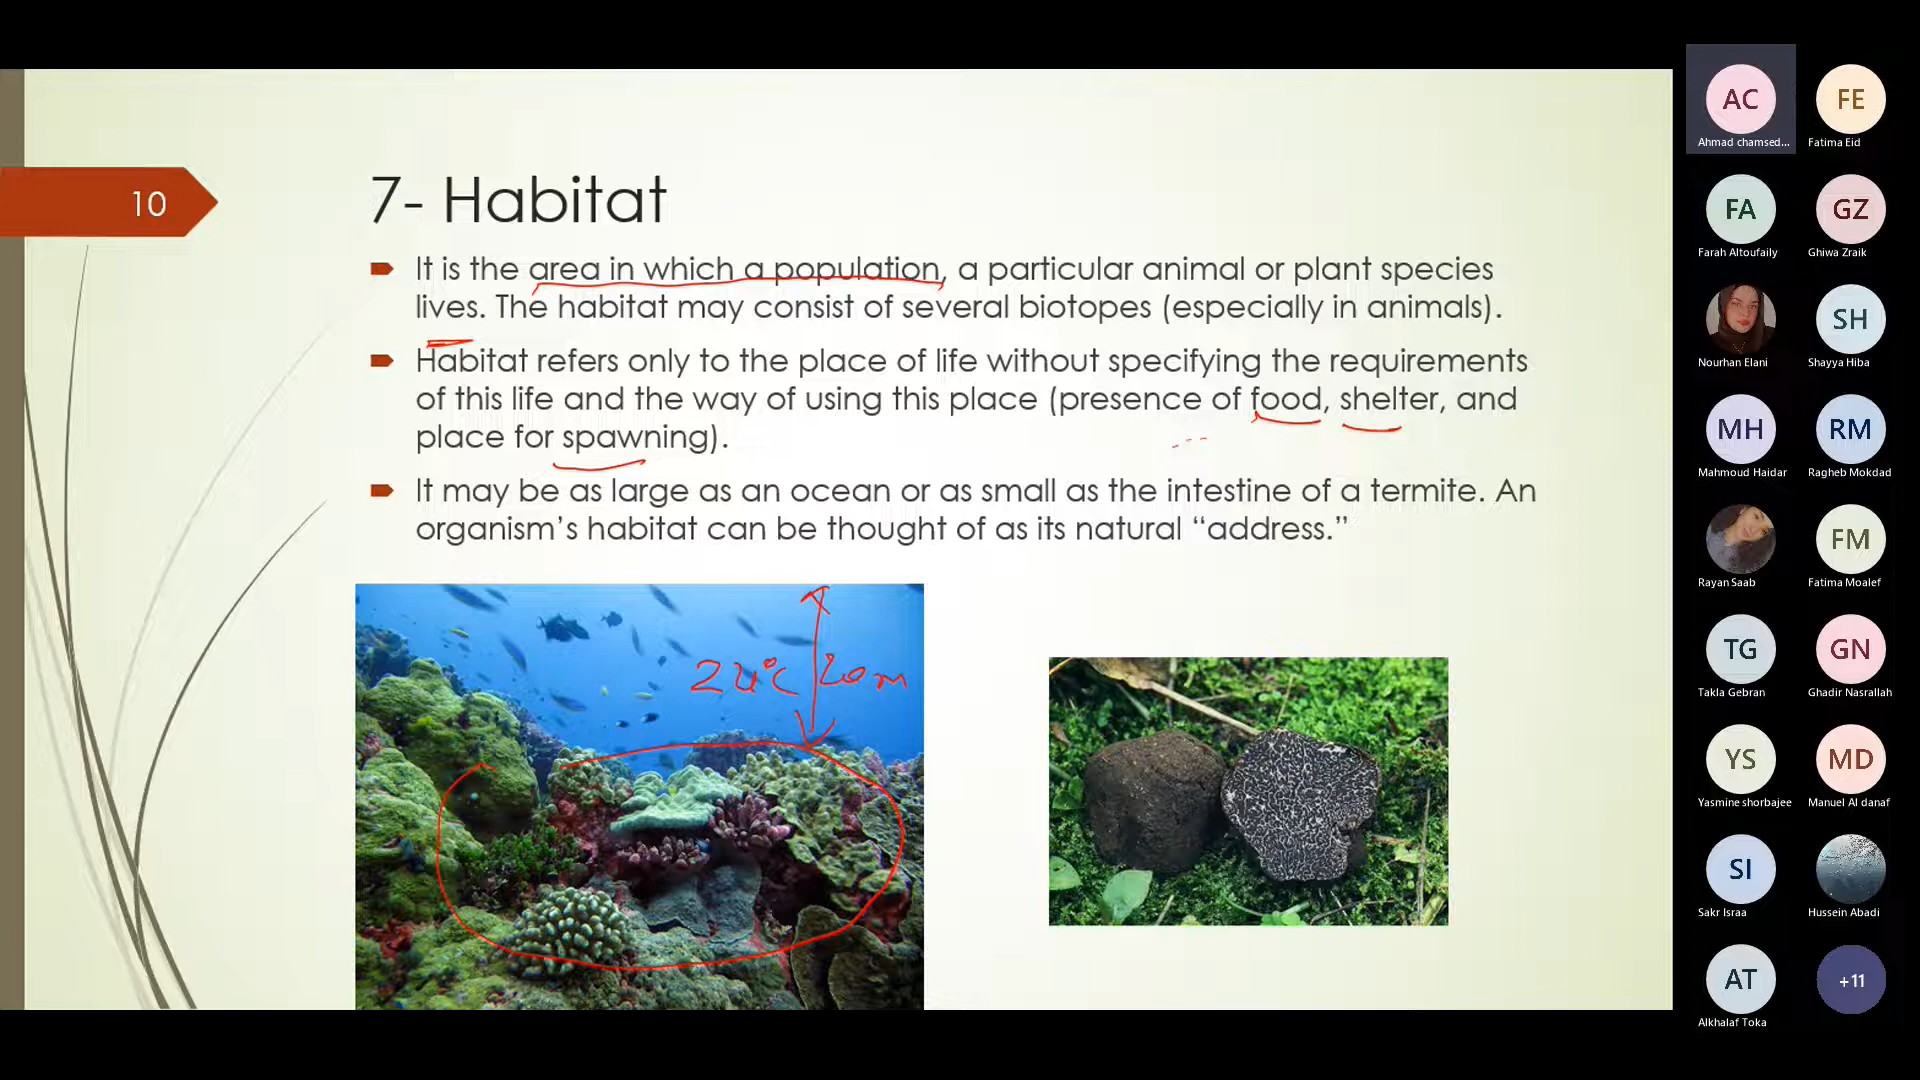 10
7- Habitat
It is the area in which a population, a particular animal or plant species
lives. The habitat may consist of several biotopes (especially in animals).
Habitat refers only to the place of life without specifying the requirements
of this life and the way of using this place (presence of food, shelter, and
place for spawning).
It may be as large as an ocean or as small as the intestine of a termite. An
organism’s habitat can be thought of as its natural “address.”
20m
AC
Ahmad chamsed...
FE
Fatima Eid
FA
Farah Altoufaily
GZ
Ghiwa Zraik
Nourhan Elani
SH
Shayya Hiba
MH
Mahmoud Haidar
RM
Ragheb Mokdad
Rayan Saab
FM
Fatima Moalef
TG
Takla Gebran
GN
Ghadir Nasrallah
YS
Yasmine shorbajee
MD
Manuel Al danaf
SI
Sakr Israa
Hussein Abadi
AT
Alkhalaf Toka
+11